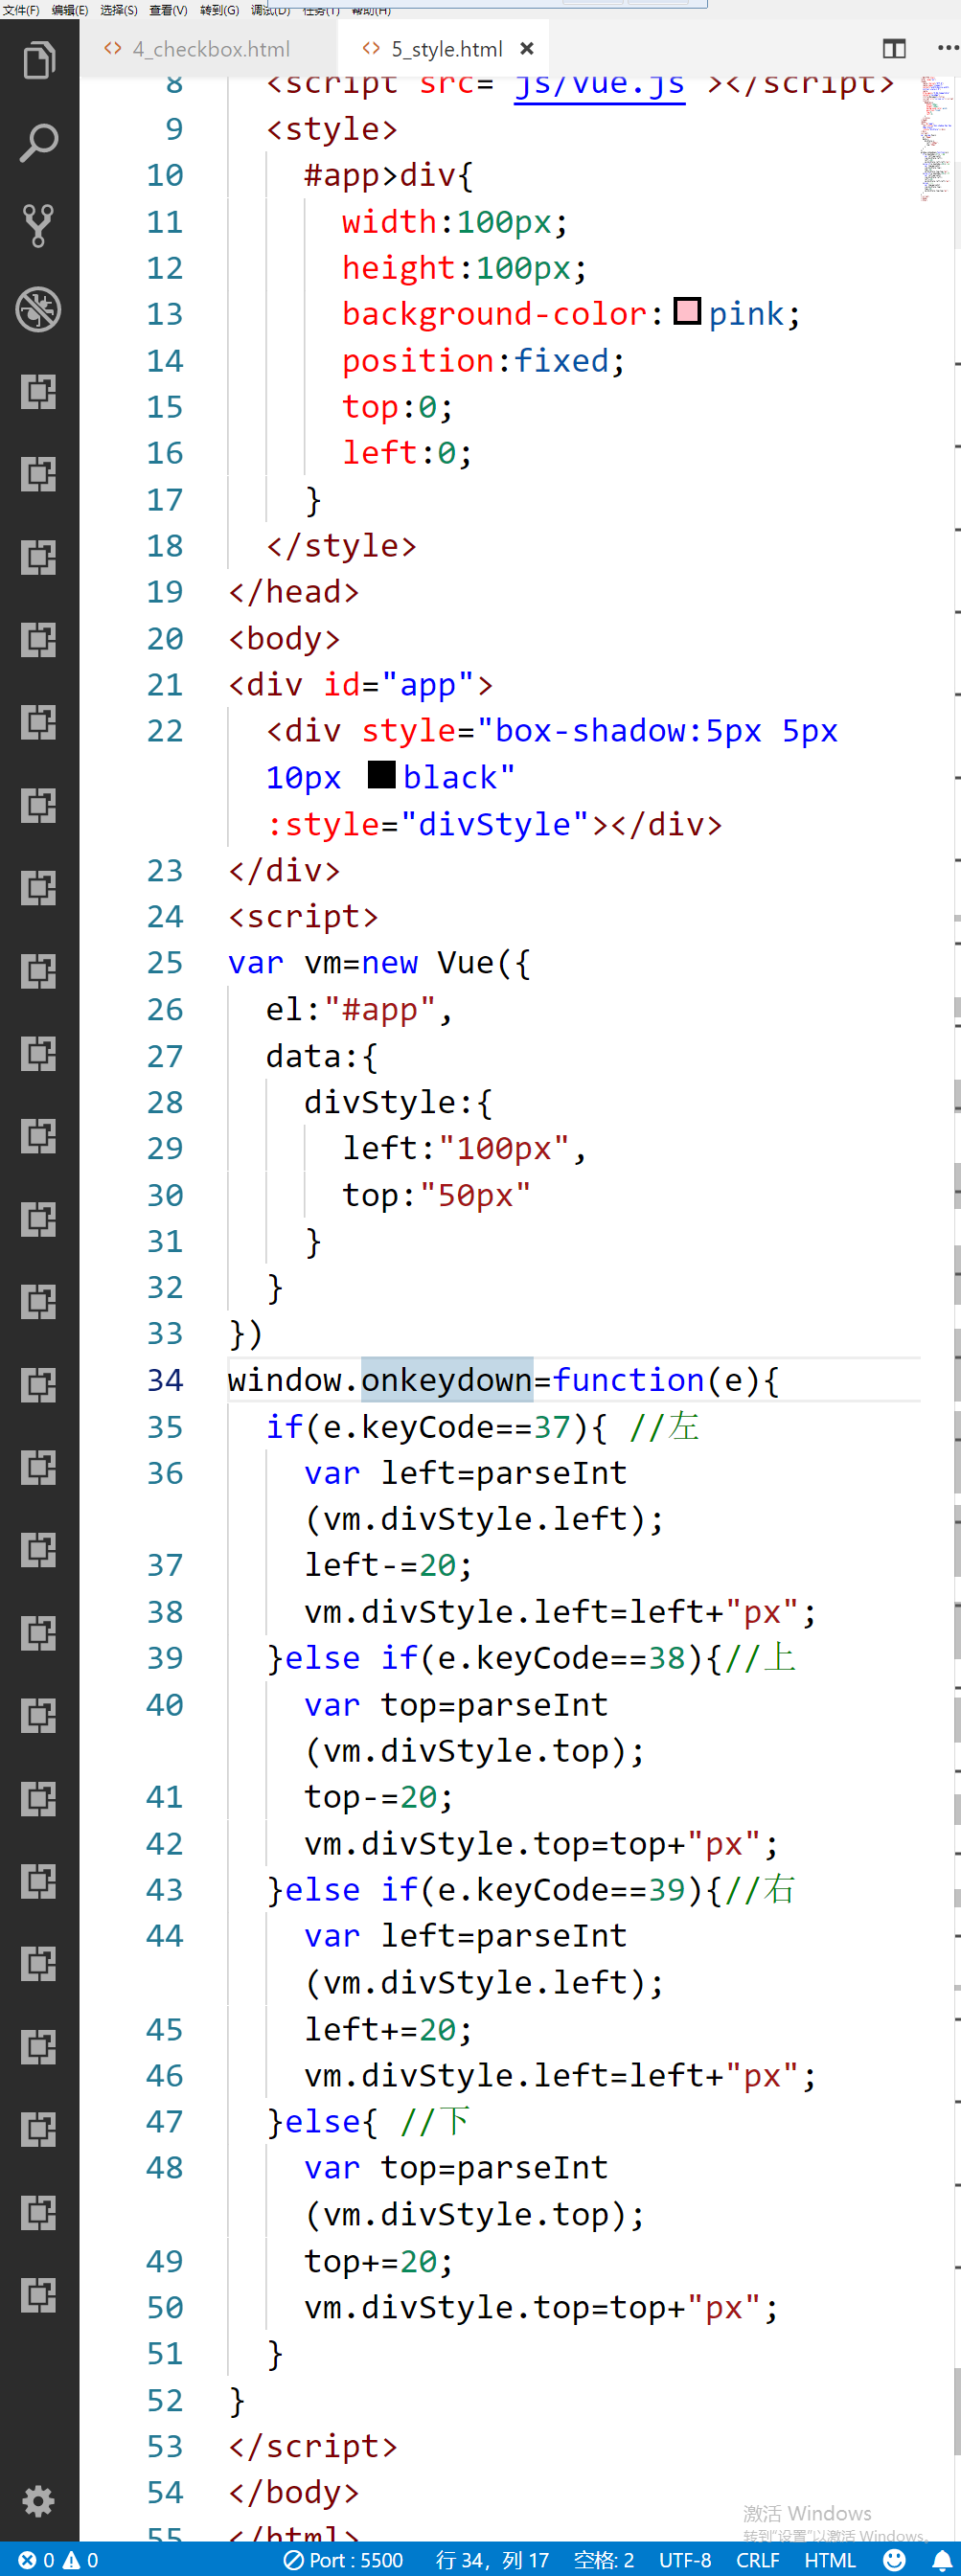 文件(F) 编辑(E) 选择(S) 查看(V) 转到(G) 调试(D) 任务(T) 帮助(H)
<> 4_checkbox.html <> 5_style.html × ···
8 <script src="js/vue.js"></script>
9 <style>
10 #app>div{
11 width:100px;
12 height:100px;
13 background-color:pink;
14 position:fixed;
15 top:0;
16 left:0;
17 }
18 </style>
19 </head>
20 <body>
21 <div id="app">
22 <div style="box-shadow:5px 5px
10px black"
:style="divStyle"></div>
23 </div>
24 <script>
25 var vm=new Vue({
26 el:"#app",
27 data:{
28 divStyle:{
29 left:"100px",
30 top:"50px"
31 }
32 }
33 })
34 window.onkeydown=function(e){
35 if(e.keyCode==37){ //左
36 var left=parseInt
(vm.divStyle.left);
37 left-=20;
38 vm.divStyle.left=left+"px";
39 }else if(e.keyCode==38){//上
40 var top=parseInt
(vm.divStyle.top);
41 top-=20;
42 vm.divStyle.top=top+"px";
43 }else if(e.keyCode==39){//右
44 var left=parseInt
(vm.divStyle.left);
45 left+=20;
46 vm.divStyle.left=left+"px";
47 }else{ //下
48 var top=parseInt
(vm.divStyle.top);
49 top+=20;
50 vm.divStyle.top=top+"px";
51 }
52 }
53 </script>
54 </body>
55 </html>
激活 Windows
转到"设置"以激活 Windows。
0 0 Port : 5500 行 34，列 17 空格: 2 UTF-8 CRLF HTML